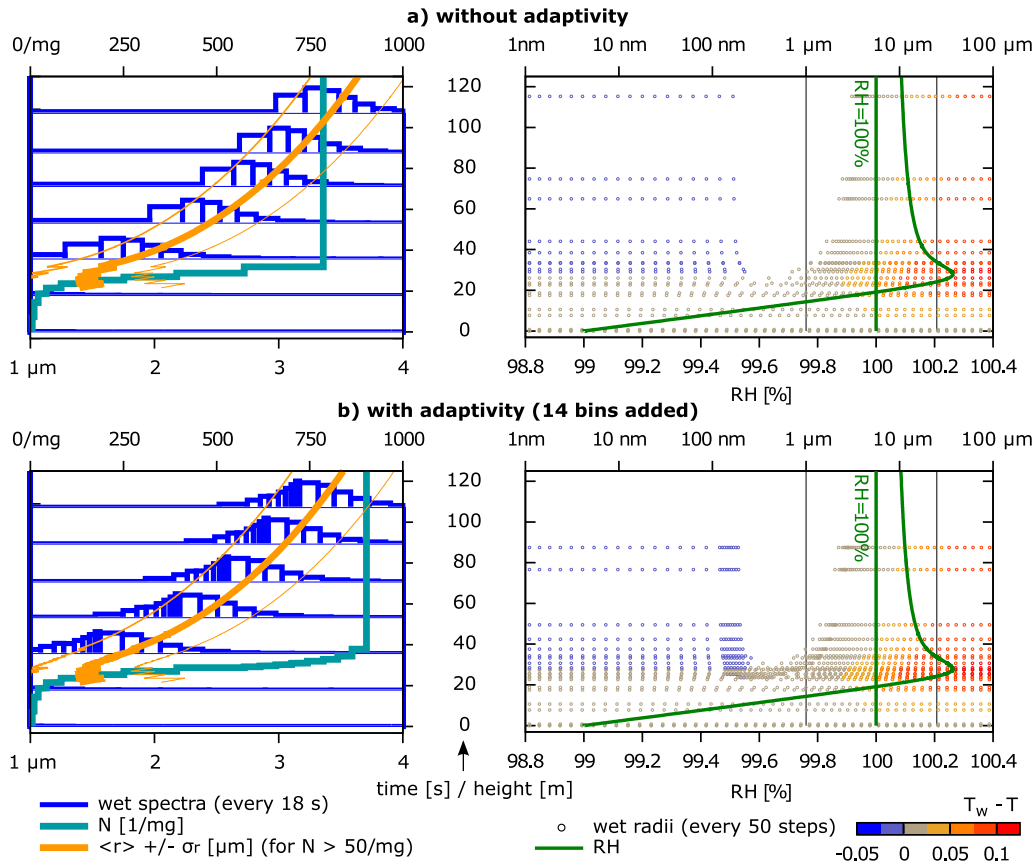 a) without adaptivity
0/mg 250 500 750 1000
1nm 10 nm 100 nm 1 µm 10 µm 100 µm
120
100
80
60
40
20
0
RH=100%
1 µm 2 3 4
98.8 99 99.2 99.4 99.6 99.8 100 100.2 100.4
RH [%]
b) with adaptivity (14 bins added)
0/mg 250 500 750 1000
1nm 10 nm 100 nm 1 µm 10 µm 100 µm
120
100
80
60
40
20
0
RH=100%
1 µm 2 3 4
98.8 99 99.2 99.4 99.6 99.8 100 100.2 100.4
time [s] / height [m]
RH [%]
wet spectra (every 18 s)
N [1/mg]
<r> +/- σr [µm] (for N > 50/mg)
wet radii (every 50 steps)
RH
Tw - T
-0.05 0 0.05 0.1